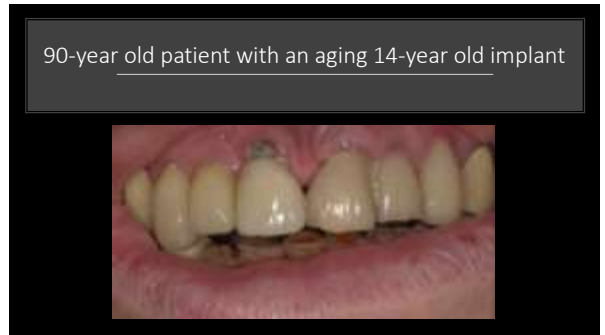 90-year old patient with an aging 14-year old implant